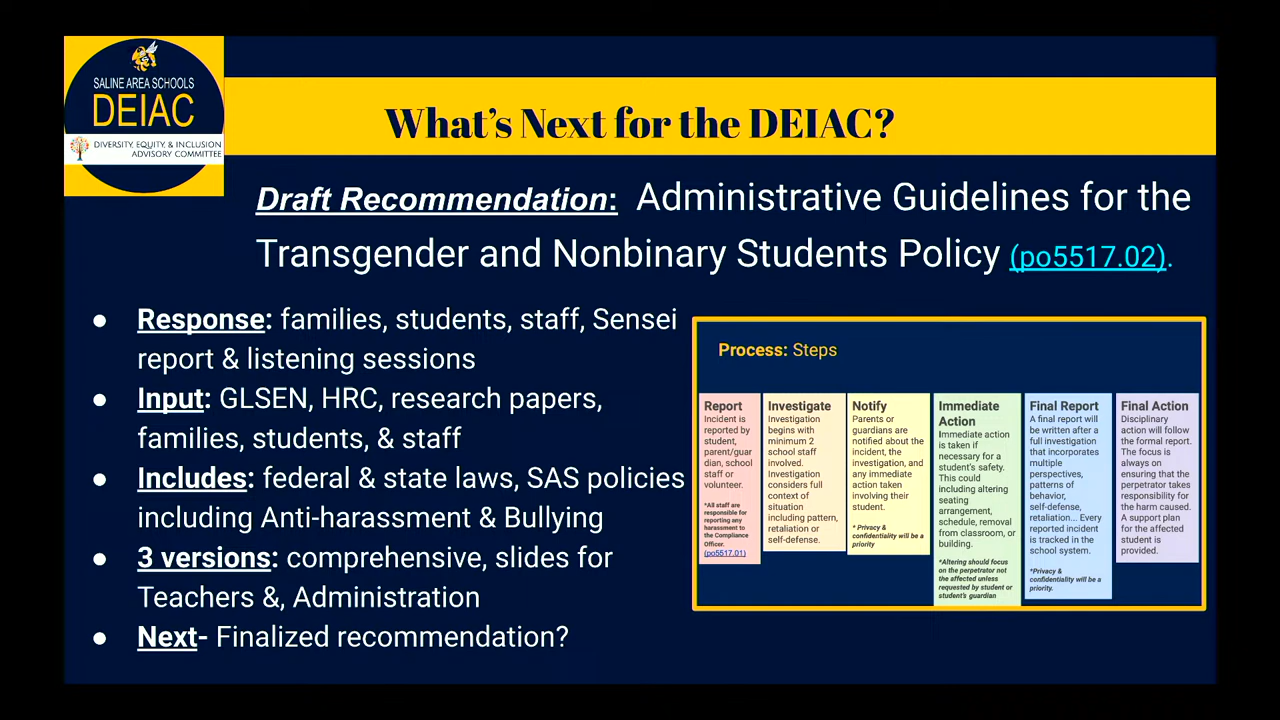 SALINE AREA SCHOOLS
DEIAC
DIVERSITY, EQUITY, & INCLUSION
ADVISORY COMMITTEE
What's Next for the DEIAC?
Draft Recommendation: Administrative Guidelines for the
Transgender and Nonbinary Students Policy (po5517.02).
● Response: families, students, staff, Sensei
report & listening sessions
● Input: GLSEN, HRC, research papers,
families, students, & staff
● Includes: federal & state laws, SAS policies
including Anti-harassment & Bullying
● 3 versions: comprehensive, slides for
Teachers &, Administration
● Next- Finalized recommendation?
Process: Steps
Report
Incident is
reported by
student,
parent/guar
dian, school
staff or
volunteer.
*All staff are
responsible for
reporting any
harassment to
the Compliance
Officer.
(po5517.01)
Investigate
Investigation
begins with
minimum 2
school staff
involved.
Investigation
considers full
context of
situation
including pattern,
retaliation or
self-defense.
Notify
Parents or
guardians are
notified about the
incident, the
investigation, and
any immediate
action taken
involving their
student.
* Privacy &
confidentiality will be a
priority
Immediate
Action
Immediate action
is taken if
necessary for a
student's safety.
This could
including altering
seating
arrangement,
schedule, removal
from classroom, or
building.
*Altering should focus
on the perpetrator not
the affected unless
requested by student or
student's guardian
Final Report
A final report will
be written after a
full investigation
that incorporates
multiple
perspectives,
patterns of
behavior,
self-defense,
retaliation... Every
reported incident
is tracked in the
school system.
*Privacy &
confidentiality will be a
priority.
Final Action
Disciplinary
action will follow
the formal report.
The focus is
always on
ensuring that the
perpetrator takes
responsibility for
the harm caused.
A support plan
for the affected
student is
provided.